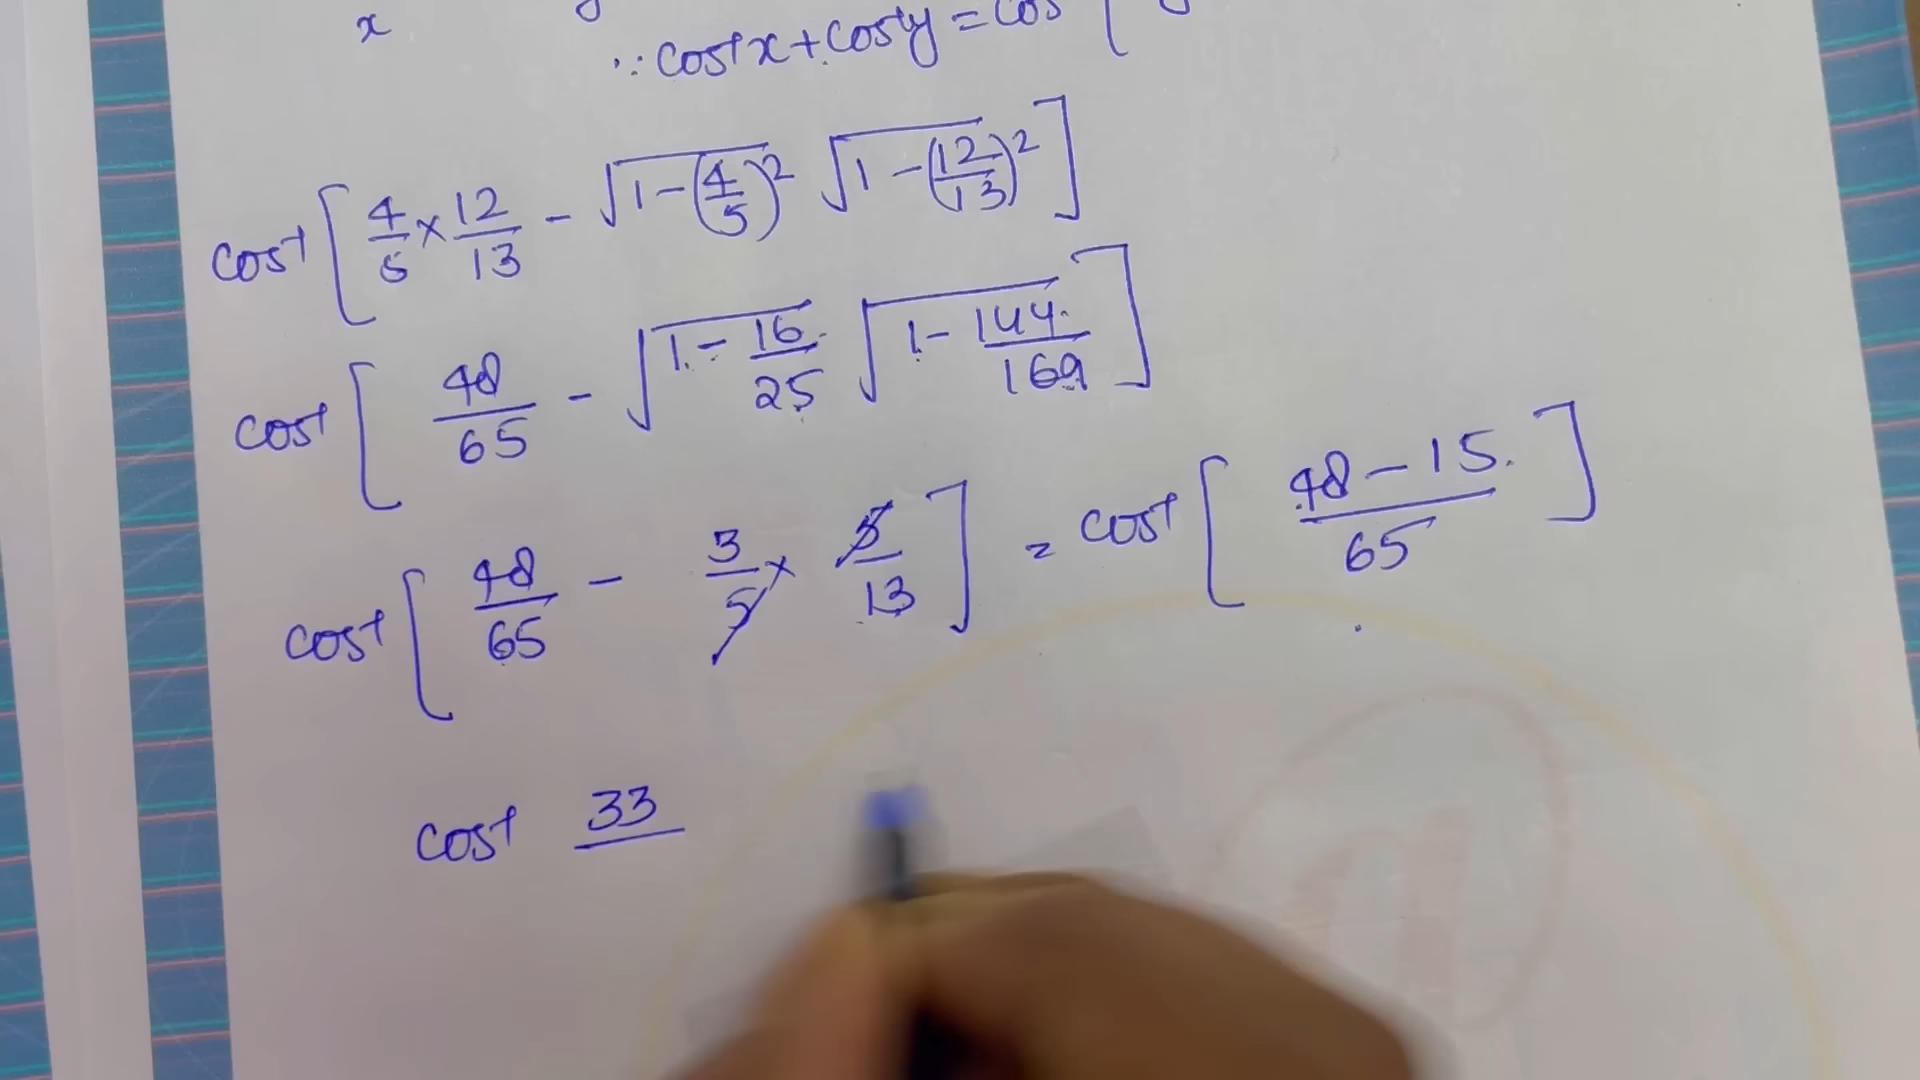 x
∵ cos⁻¹x + cos⁻¹y = cos [
cos⁻¹ [ 4/5 × 12/13 - √(1-(4/5)²) √(1-(12/13)²) ]
cos⁻¹ [ 48/65 - √(1-16/25) √(1-144/169) ]
cos⁻¹ [ 48/65 - 3/5 × 5/13 ] = cos⁻¹ [ (48-15)/65 ]
cos⁻¹ 33